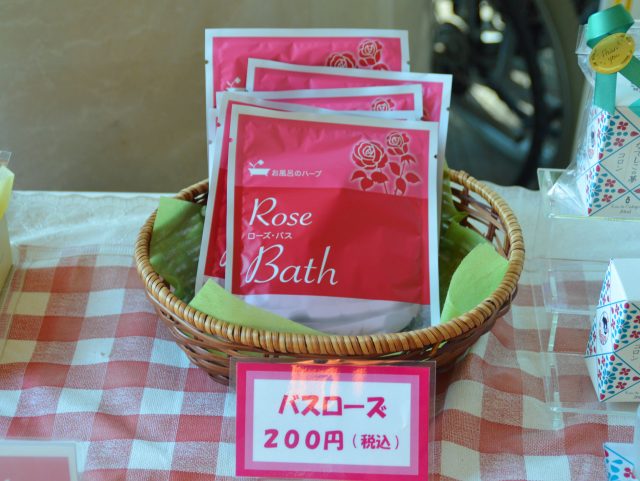 お風呂のハーブ
Rose
ローズ・バス
Bath
バスローズ
200円(税込)